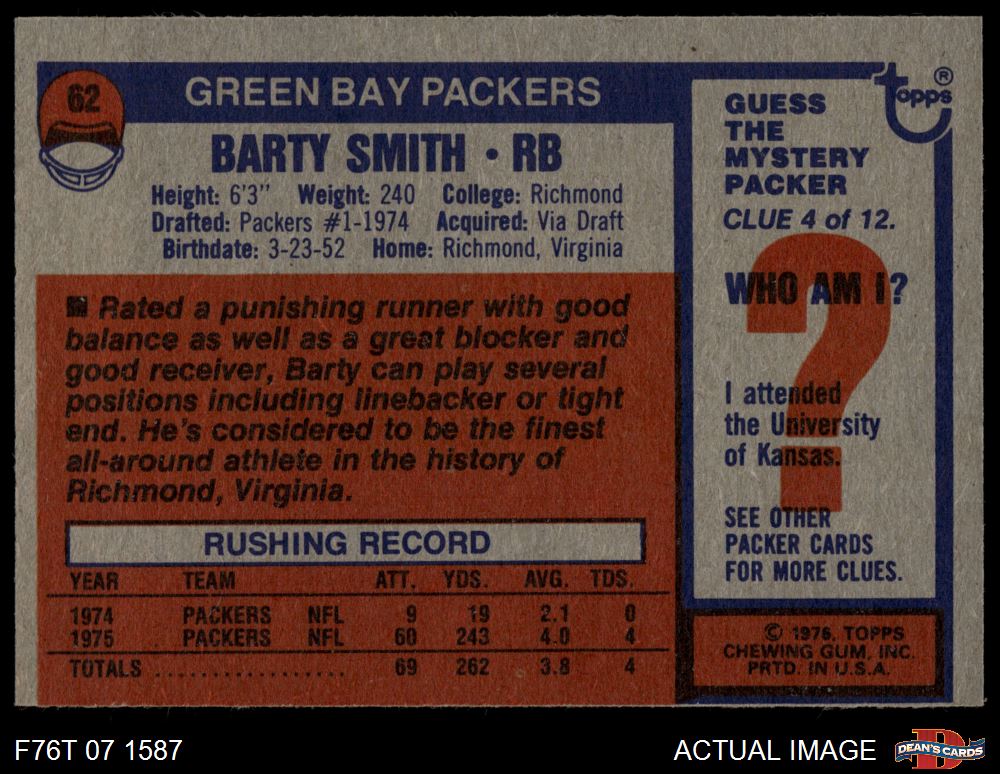 62
GREEN BAY PACKERS
BARTY SMITH • RB
Height: 6'3" Weight: 240 College: Richmond
Drafted: Packers #1-1974 Acquired: Via Draft
Birthdate: 3-23-52 Home: Richmond, Virginia
■ Rated a punishing runner with good
balance as well as a great blocker and
good receiver, Barty can play several
positions including linebacker or tight
end. He's considered to be the finest
all-around athlete in the history of
Richmond, Virginia.
RUSHING RECORD
YEAR TEAM ATT. YDS. AVG. TDS.
1974 PACKERS NFL 9 19 2.1 0
1975 PACKERS NFL 60 243 4.0 4
TOTALS .................. 69 262 3.8 4
topps ®
GUESS
THE
MYSTERY
PACKER
CLUE 4 of 12.
?
WHO AM I?
I attended
the University
of Kansas.
SEE OTHER
PACKER CARDS
FOR MORE CLUES.
© 1976. TOPPS
CHEWING GUM, INC.
PRTD. IN U.S.A.
F76T 07 1587
ACTUAL IMAGE
D
DEAN'S CARDS